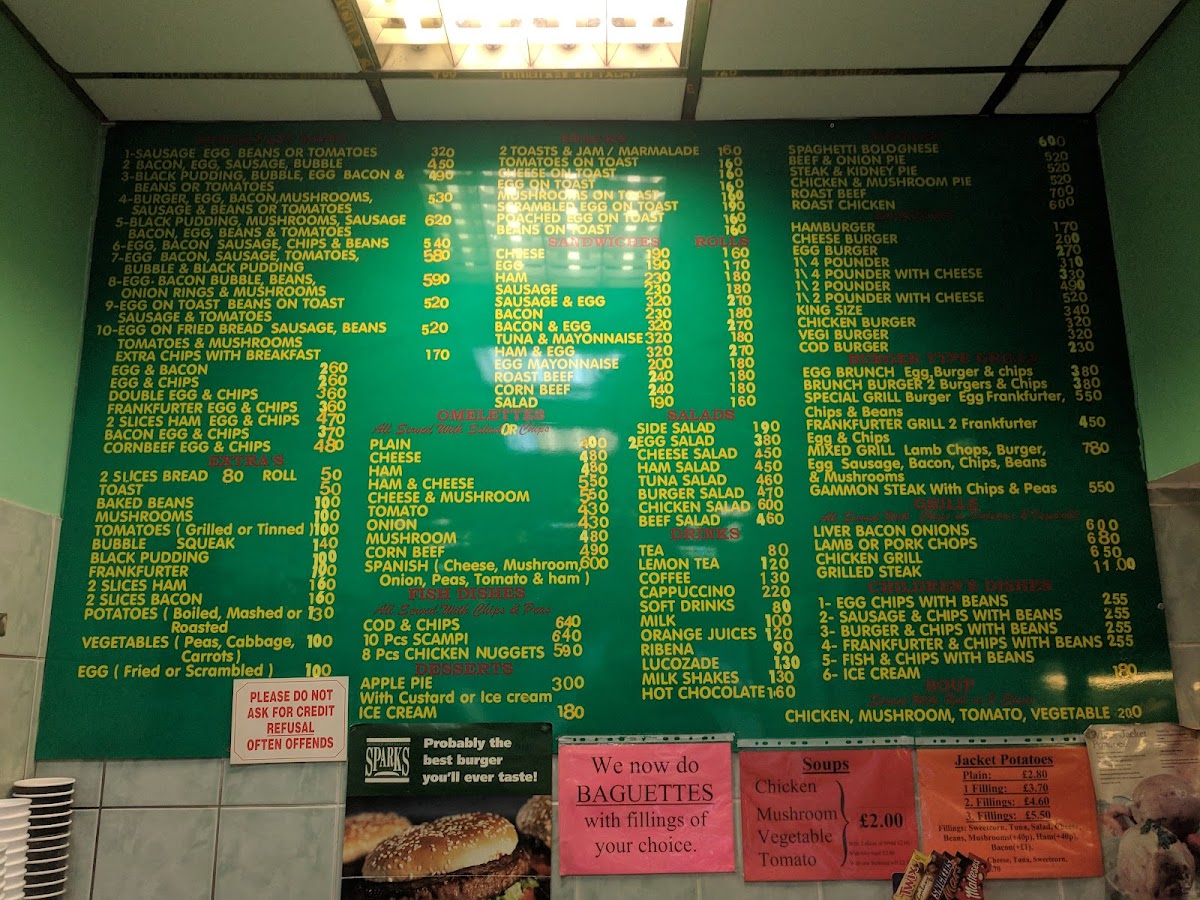 1-SAUSAGE EGG BEANS OR TOMATOES 320
2 BACON, EGG, SAUSAGE, BUBBLE 450
3-BLACK PUDDING, BUBBLE, EGG BACON & 490
BEANS OR TOMATOES
4-BURGER, EGG, BACON, MUSHROOMS, 530
SAUSAGE & BEANS OR TOMATOES
5-BLACK PUDDING, MUSHROOMS, SAUSAGE 620
BACON, EGG, BEANS & TOMATOES
6-EGG, BACON SAUSAGE, CHIPS & BEANS 540
7-EGG, BACON, SAUSAGE, TOMATOES, 580
BUBBLE & BLACK PUDDING
8-EGG, BACON BUBBLE, BEANS, 590
ONION RINGS & MUSHROOMS
9-EGG ON TOAST BEANS ON TOAST 520
SAUSAGE & TOMATOES
10-EGG ON FRIED BREAD SAUSAGE, BEANS 520
TOMATOES & MUSHROOMS
EXTRA CHIPS WITH BREAKFAST 170
EGG & BACON 260
EGG & CHIPS 260
DOUBLE EGG & CHIPS 360
FRANKFURTER EGG & CHIPS 360
2 SLICES HAM EGG & CHIPS 470
BACON EGG & CHIPS 370
CORNBEEF EGG & CHIPS 480
EXTRA'S
2 SLICES BREAD 80 ROLL 50
TOAST 50
BAKED BEANS 100
MUSHROOMS 100
TOMATOES ( Grilled or Tinned ) 100
BUBBLE SQUEAK 140
BLACK PUDDING 100
FRANKFURTER 100
2 SLICES HAM 160
2 SLICES BACON 160
POTATOES ( Boiled, Mashed or 130
Roasted
VEGETABLES ( Peas, Cabbage, 100
Carrots )
EGG ( Fried or Scrambled ) 100
2 TOASTS & JAM / MARMALADE 160
TOMATOES ON TOAST 160
CHEESE ON TOAST 160
EGG ON TOAST 160
MUSHROOMS ON TOAST 160
SCRAMBLED EGG ON TOAST 190
POACHED EGG ON TOAST 160
BEANS ON TOAST 160
SANDWICHES ROLLS
CHEESE 190 160
EGG 190 170
HAM 230 180
SAUSAGE 230 180
SAUSAGE & EGG 320 270
BACON 230 180
BACON & EGG 320 270
TUNA & MAYONNAISE 320 180
HAM & EGG 320 270
EGG MAYONNAISE 200 180
ROAST BEEF 240 180
CORN BEEF 240 180
SALAD 190 160
OMELETTES
All Served With Salad OR Chips
PLAIN 400
CHEESE 480
HAM 480
HAM & CHEESE 550
CHEESE & MUSHROOM 550
TOMATO 430
ONION 430
MUSHROOM 480
CORN BEEF 490
SPANISH ( Cheese, Mushroom, 600
Onion, Peas, Tomato & ham )
FISH DISHES
All Served With Chips & Peas
COD & CHIPS 640
10 Pcs SCAMPI 640
8 Pcs CHICKEN NUGGETS 590
DESSERTS
APPLE PIE 300
With Custard or Ice cream
ICE CREAM 180
SALADS
SIDE SALAD 190
2EGG SALAD 380
CHEESE SALAD 450
HAM SALAD 450
TUNA SALAD 460
BURGER SALAD 470
CHICKEN SALAD 600
BEEF SALAD 460
DRINKS
TEA 80
LEMON TEA 120
COFFEE 130
CAPPUCCINO 220
SOFT DRINKS 80
MILK 100
ORANGE JUICES 120
RIBENA 90
LUCOZADE 130
MILK SHAKES 130
HOT CHOCOLATE 160
SPAGHETTI BOLOGNESE 600
BEEF & ONION PIE 520
STEAK & KIDNEY PIE 520
CHICKEN & MUSHROOM PIE 520
ROAST BEEF 700
ROAST CHICKEN 600
HAMBURGER 170
CHEESE BURGER 200
EGG BURGER 270
1\4 POUNDER 310
1\4 POUNDER WITH CHEESE 330
1\2 POUNDER 490
1\2 POUNDER WITH CHEESE 520
KING SIZE 340
CHICKEN BURGER 320
VEGI BURGER 320
COD BURGER 230
BURGER TYPE GRILLS
EGG BRUNCH Egg, Burger & chips 380
BRUNCH BURGER 2 Burgers & Chips 380
SPECIAL GRILL Burger Egg Frankfurter, 550
Chips & Beans
FRANKFURTER GRILL 2 Frankfurter 450
Egg & Chips
MIXED GRILL Lamb Chops, Burger, 780
Egg Sausage, Bacon, Chips, Beans
& Mushrooms
GAMMON STEAK With Chips & Peas 550
GRILLS
LIVER BACON ONIONS 600
LAMB OR PORK CHOPS 680
CHICKEN GRILL 650
GRILLED STEAK 11.00
CHILDREN'S DISHES
1- EGG CHIPS WITH BEANS 255
2- SAUSAGE & CHIPS WITH BEANS 255
3- BURGER & CHIPS WITH BEANS 255
4- FRANKFURTER & CHIPS WITH BEANS 255
5- FISH & CHIPS WITH BEANS
6- ICE CREAM 180
SOUP
CHICKEN, MUSHROOM, TOMATO, VEGETABLE 200
PLEASE DO NOT
ASK FOR CREDIT
REFUSAL
OFTEN OFFENDS
SPARKS
Probably the
best burger
you'll ever taste!
We now do
BAGUETTES
with fillings of
your choice.
Soups
Chicken
Mushroom
Vegetable
Tomato
£2.00
Jacket Potatoes
Plain: £2.80
1 Filling: £3.70
2. Fillings: £4.60
3. Fillings: £5.50
Fillings: Sweetcorn, Tuna, Salad, Cheese,
Beans, Mushrooms(+40p), Ham(+40p),
Bacon(+£1).
Cheese, Tuna, Sweetcorn,